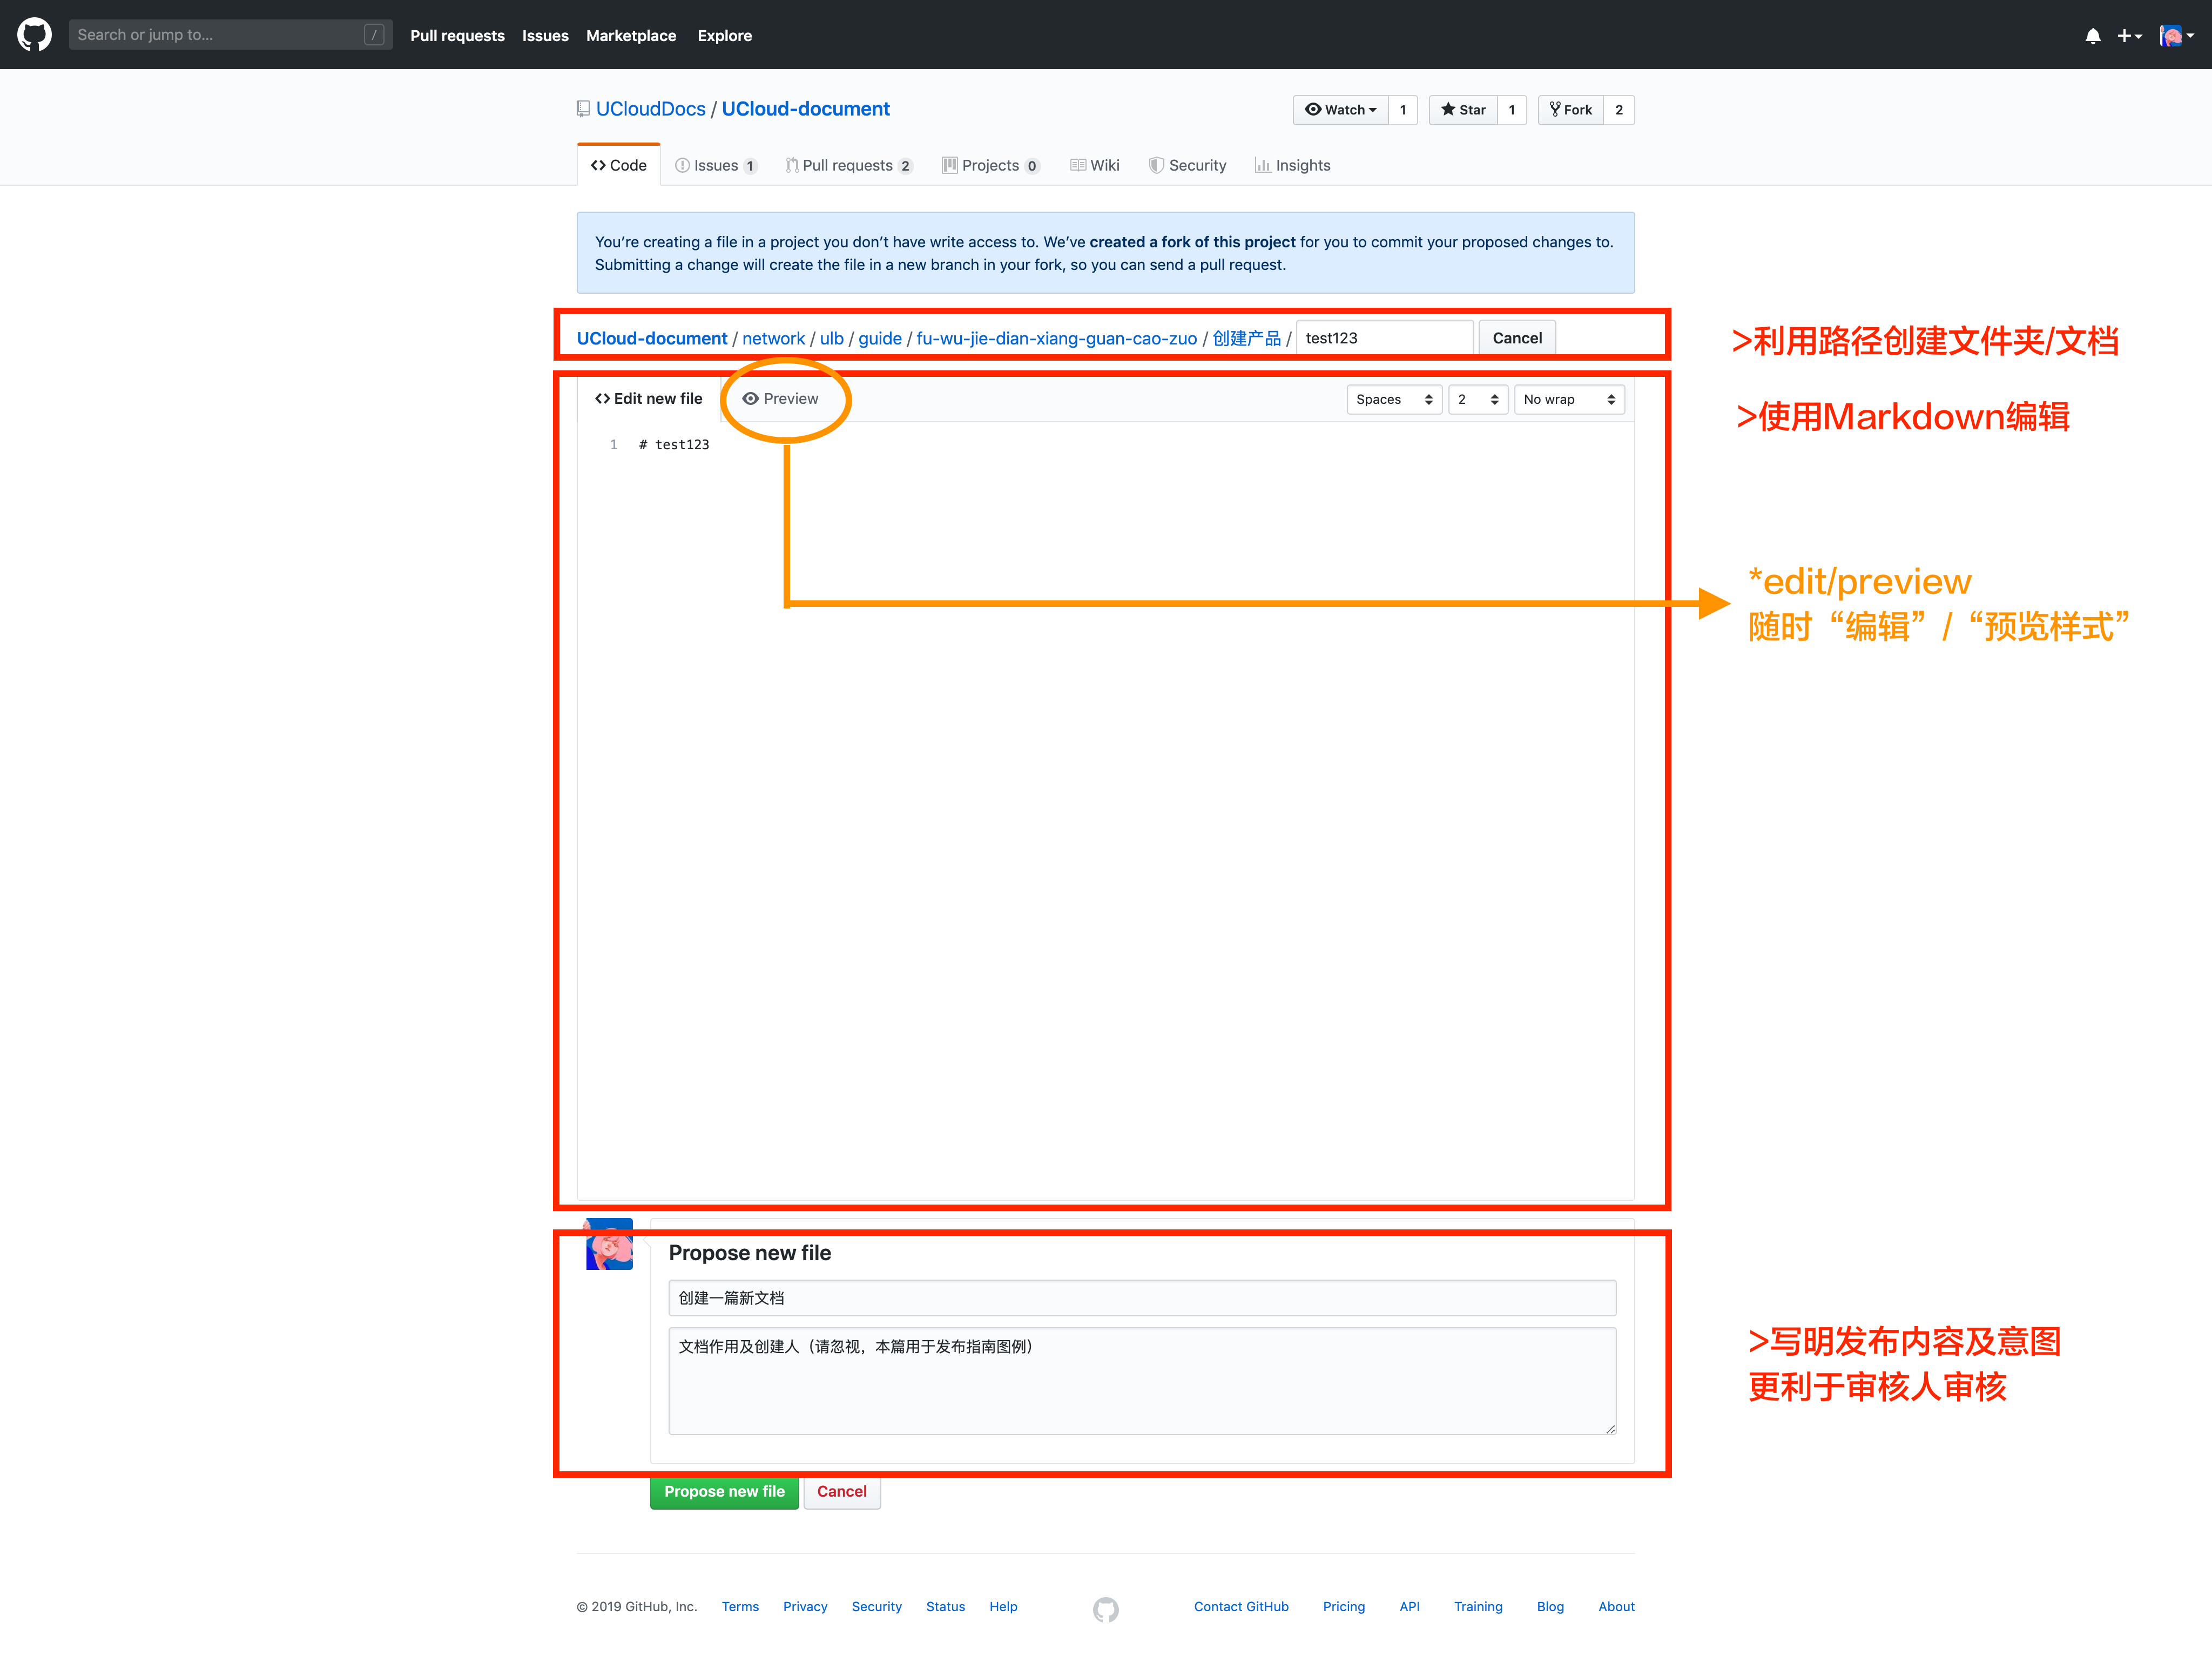 Search or jump to... /
Pull requests Issues Marketplace Explore
UCloudDocs / UCloud-document
Watch 1 Star 1 Fork 2
Code Issues 1 Pull requests 2 Projects 0 Wiki Security Insights
You’re creating a file in a project you don’t have write access to. We’ve created a fork of this project for you to commit your proposed changes to.
Submitting a change will create the file in a new branch in your fork, so you can send a pull request.
UCloud-document / network / ulb / guide / fu-wu-jie-dian-xiang-guan-cao-zuo / 创建产品 / test123 Cancel
>利用路径创建文件夹/文档
<> Edit new file Preview Spaces 2 No wrap
>使用Markdown编辑
1 # test123
*edit/preview
随时“编辑”/“预览样式”
Propose new file
创建一篇新文档
文档作用及创建人（请忽视，本篇用于发布指南图例）
>写明发布内容及意图
更利于审核人审核
Propose new file Cancel
© 2019 GitHub, Inc. Terms Privacy Security Status Help Contact GitHub Pricing API Training Blog About